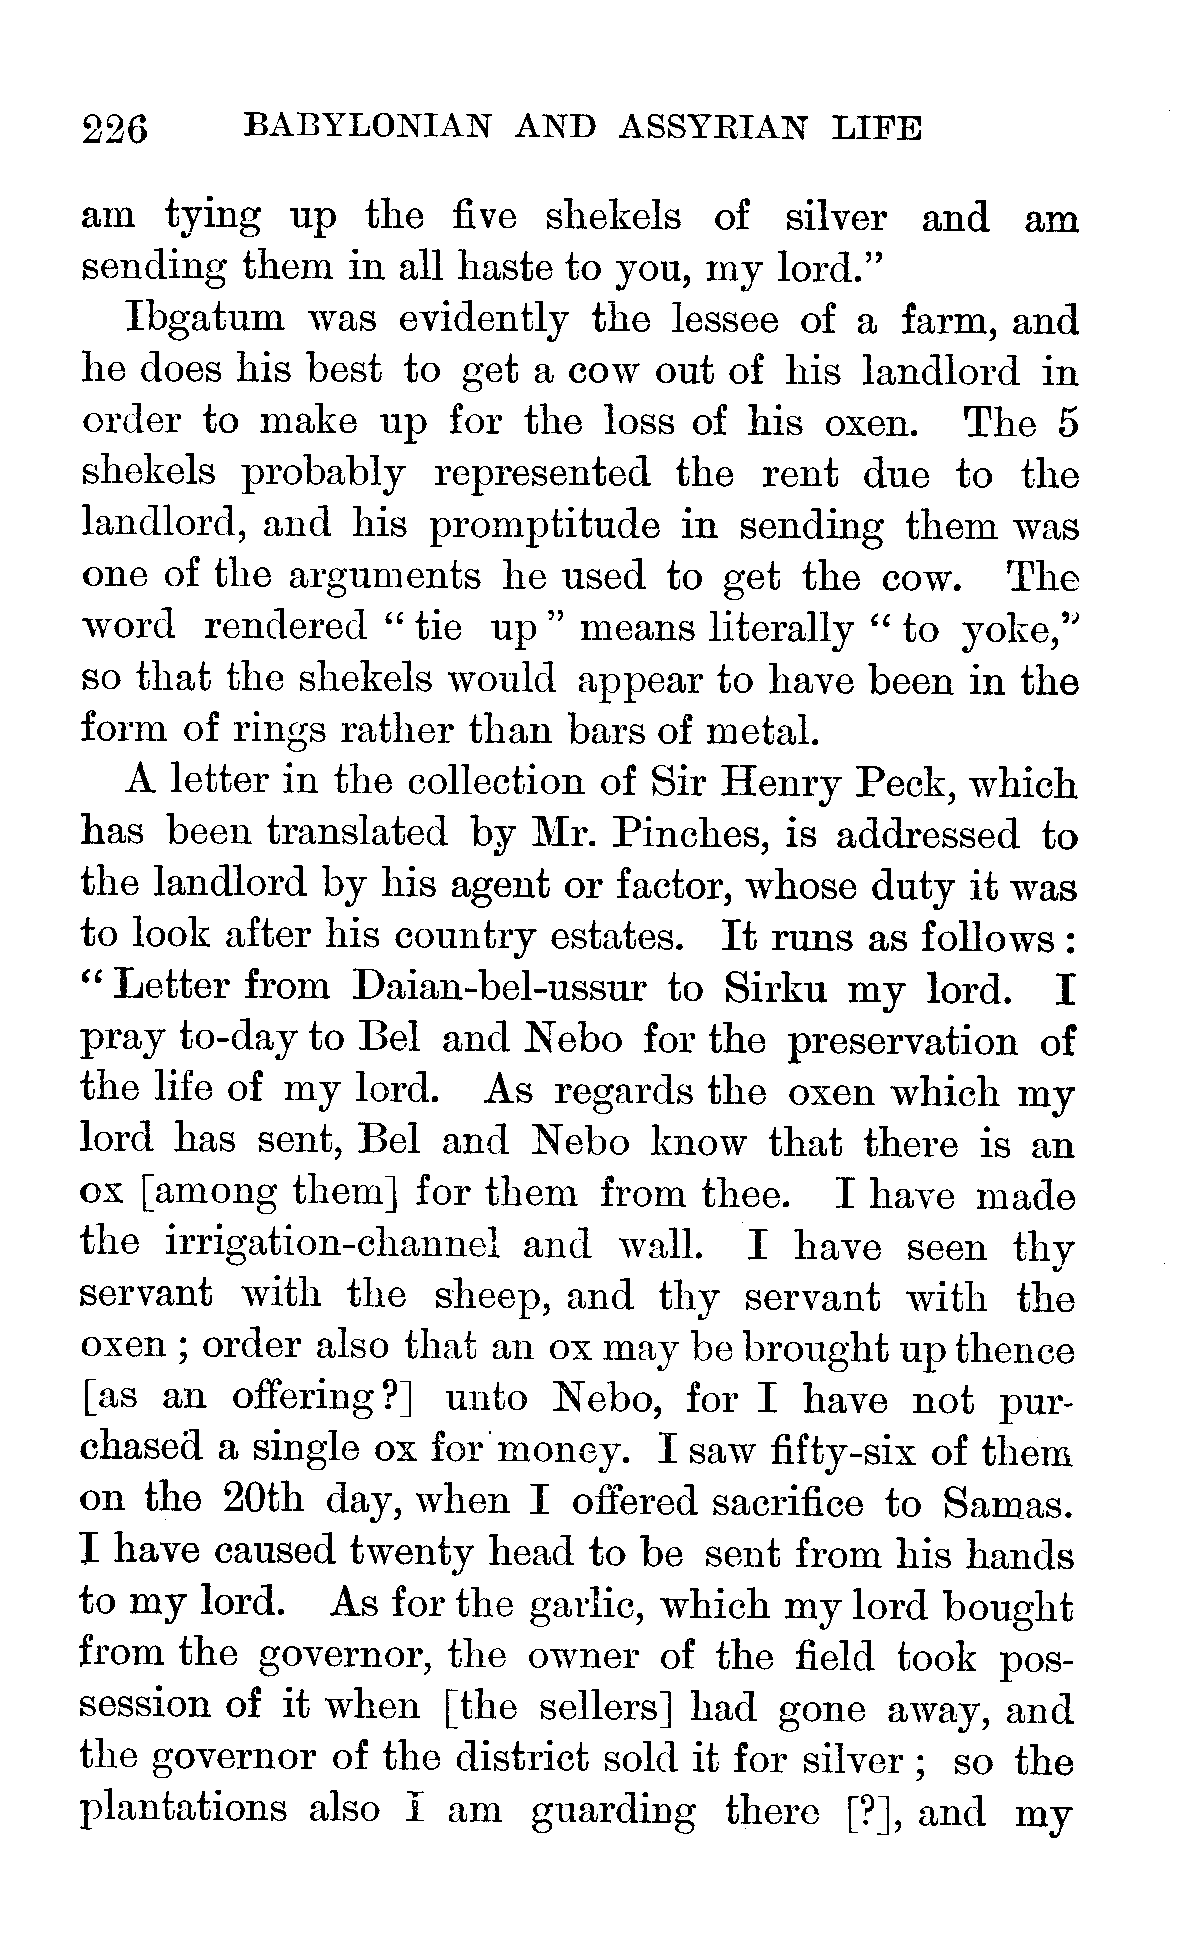 226 BABYLONIAN AND ASSYRIAN LIFE
am tying up the five shekels of silver and am
sending them in all haste to you, my lord.”
Ibgatum was evidently the lessee of a farm, and
he does his best to get a cow out of his landlord in
order to make up for the loss of his oxen. The 5
shekels probably represented the rent due to the
landlord, and his promptitude in sending them was
one of the arguments he used to get the cow. The
word rendered “ tie up ” means literally “ to yoke,”
so that the shekels would appear to have been in the
form of rings rather than bars of metal.
A letter in the collection of Sir Henry Peck, which
has been translated by Mr. Pinches, is addressed to
the landlord by his agent or factor, whose duty it was
to look after his country estates. It runs as follows :
“ Letter from Daian-bel-ussur to Sirku my lord. I
pray to-day to Bel and Nebo for the preservation of
the life of my lord. As regards the oxen which my
lord has sent, Bel and Nebo know that there is an
ox [among them] for them from thee. I have made
the irrigation-channel and wall. I have seen thy
servant with the sheep, and thy servant with the
oxen ; order also that an ox may be brought up thence
[as an offering?] unto Nebo, for I have not pur-
chased a single ox for money. I saw fifty-six of them
on the 20th day, when I offered sacrifice to Samas.
I have caused twenty head to be sent from his hands
to my lord. As for the garlic, which my lord bought
from the governor, the owner of the field took pos-
session of it when [the sellers] had gone away, and
the governor of the district sold it for silver ; so the
plantations also I am guarding there [?], and my